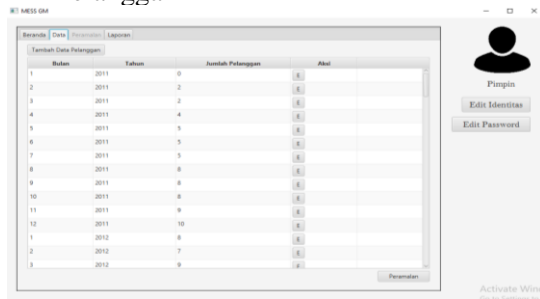 MESS GM
Beranda Data Peramalan Laporan
Tambah Data Pelanggan
Bulan Tahun Jumlah Pelanggan Aksi
1 2011 0
2 2011 2
3 2011 2
4 2011 4
5 2011 5
6 2011 5
7 2011 5
8 2011 8
9 2011 8
10 2011 8
11 2011 9
12 2011 10
1 2012 8
2 2012 7
3 2012 9
Peramalan
Pimpin
Edit Identitas
Edit Password
Activate Win